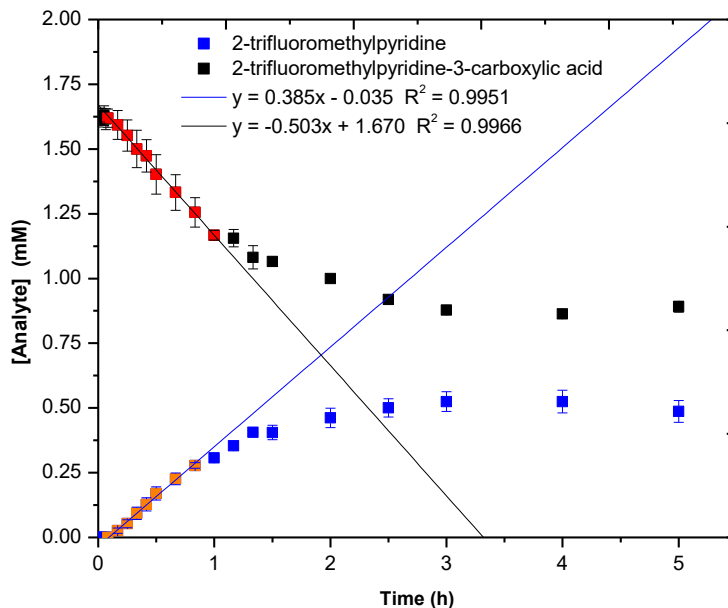 2.00
1.75
1.50
1.25
1.00
0.75
0.50
0.25
0.00
[Analyte] (mM)
2-trifluoromethylpyridine
2-trifluoromethylpyridine-3-carboxylic acid
y = 0.385x - 0.035 R² = 0.9951
y = -0.503x + 1.670 R² = 0.9966
0 1 2 3 4 5
Time (h)